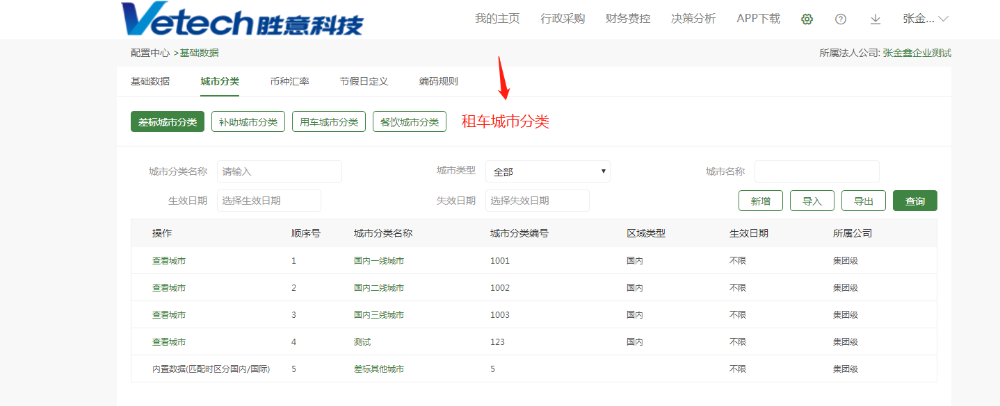 Vetech胜意科技 我的主页 行政采购 财务费控 决策分析 APP下载 张金...
配置中心 >基础数据 所属法人公司: 张金鑫企业测试
基础数据 城市分类 币种汇率 节假日定义 编码规则
差标城市分类 补助城市分类 用车城市分类 餐饮城市分类 租车城市分类
城市分类名称 请输入 城市类型 全部 城市名称
生效日期 选择生效日期 失效日期 选择失效日期 新增 导入 导出 查询
操作 顺序号 城市分类名称 城市分类编号 区域类型 生效日期 所属公司
查看城市 1 国内一线城市 1001 国内 不限 集团级
查看城市 2 国内二线城市 1002 国内 不限 集团级
查看城市 3 国内三线城市 1003 国内 不限 集团级
查看城市 4 测试 123 国内 不限 集团级
内置数据(匹配时区分国内/国际) 5 差标其他城市 5 不限 集团级